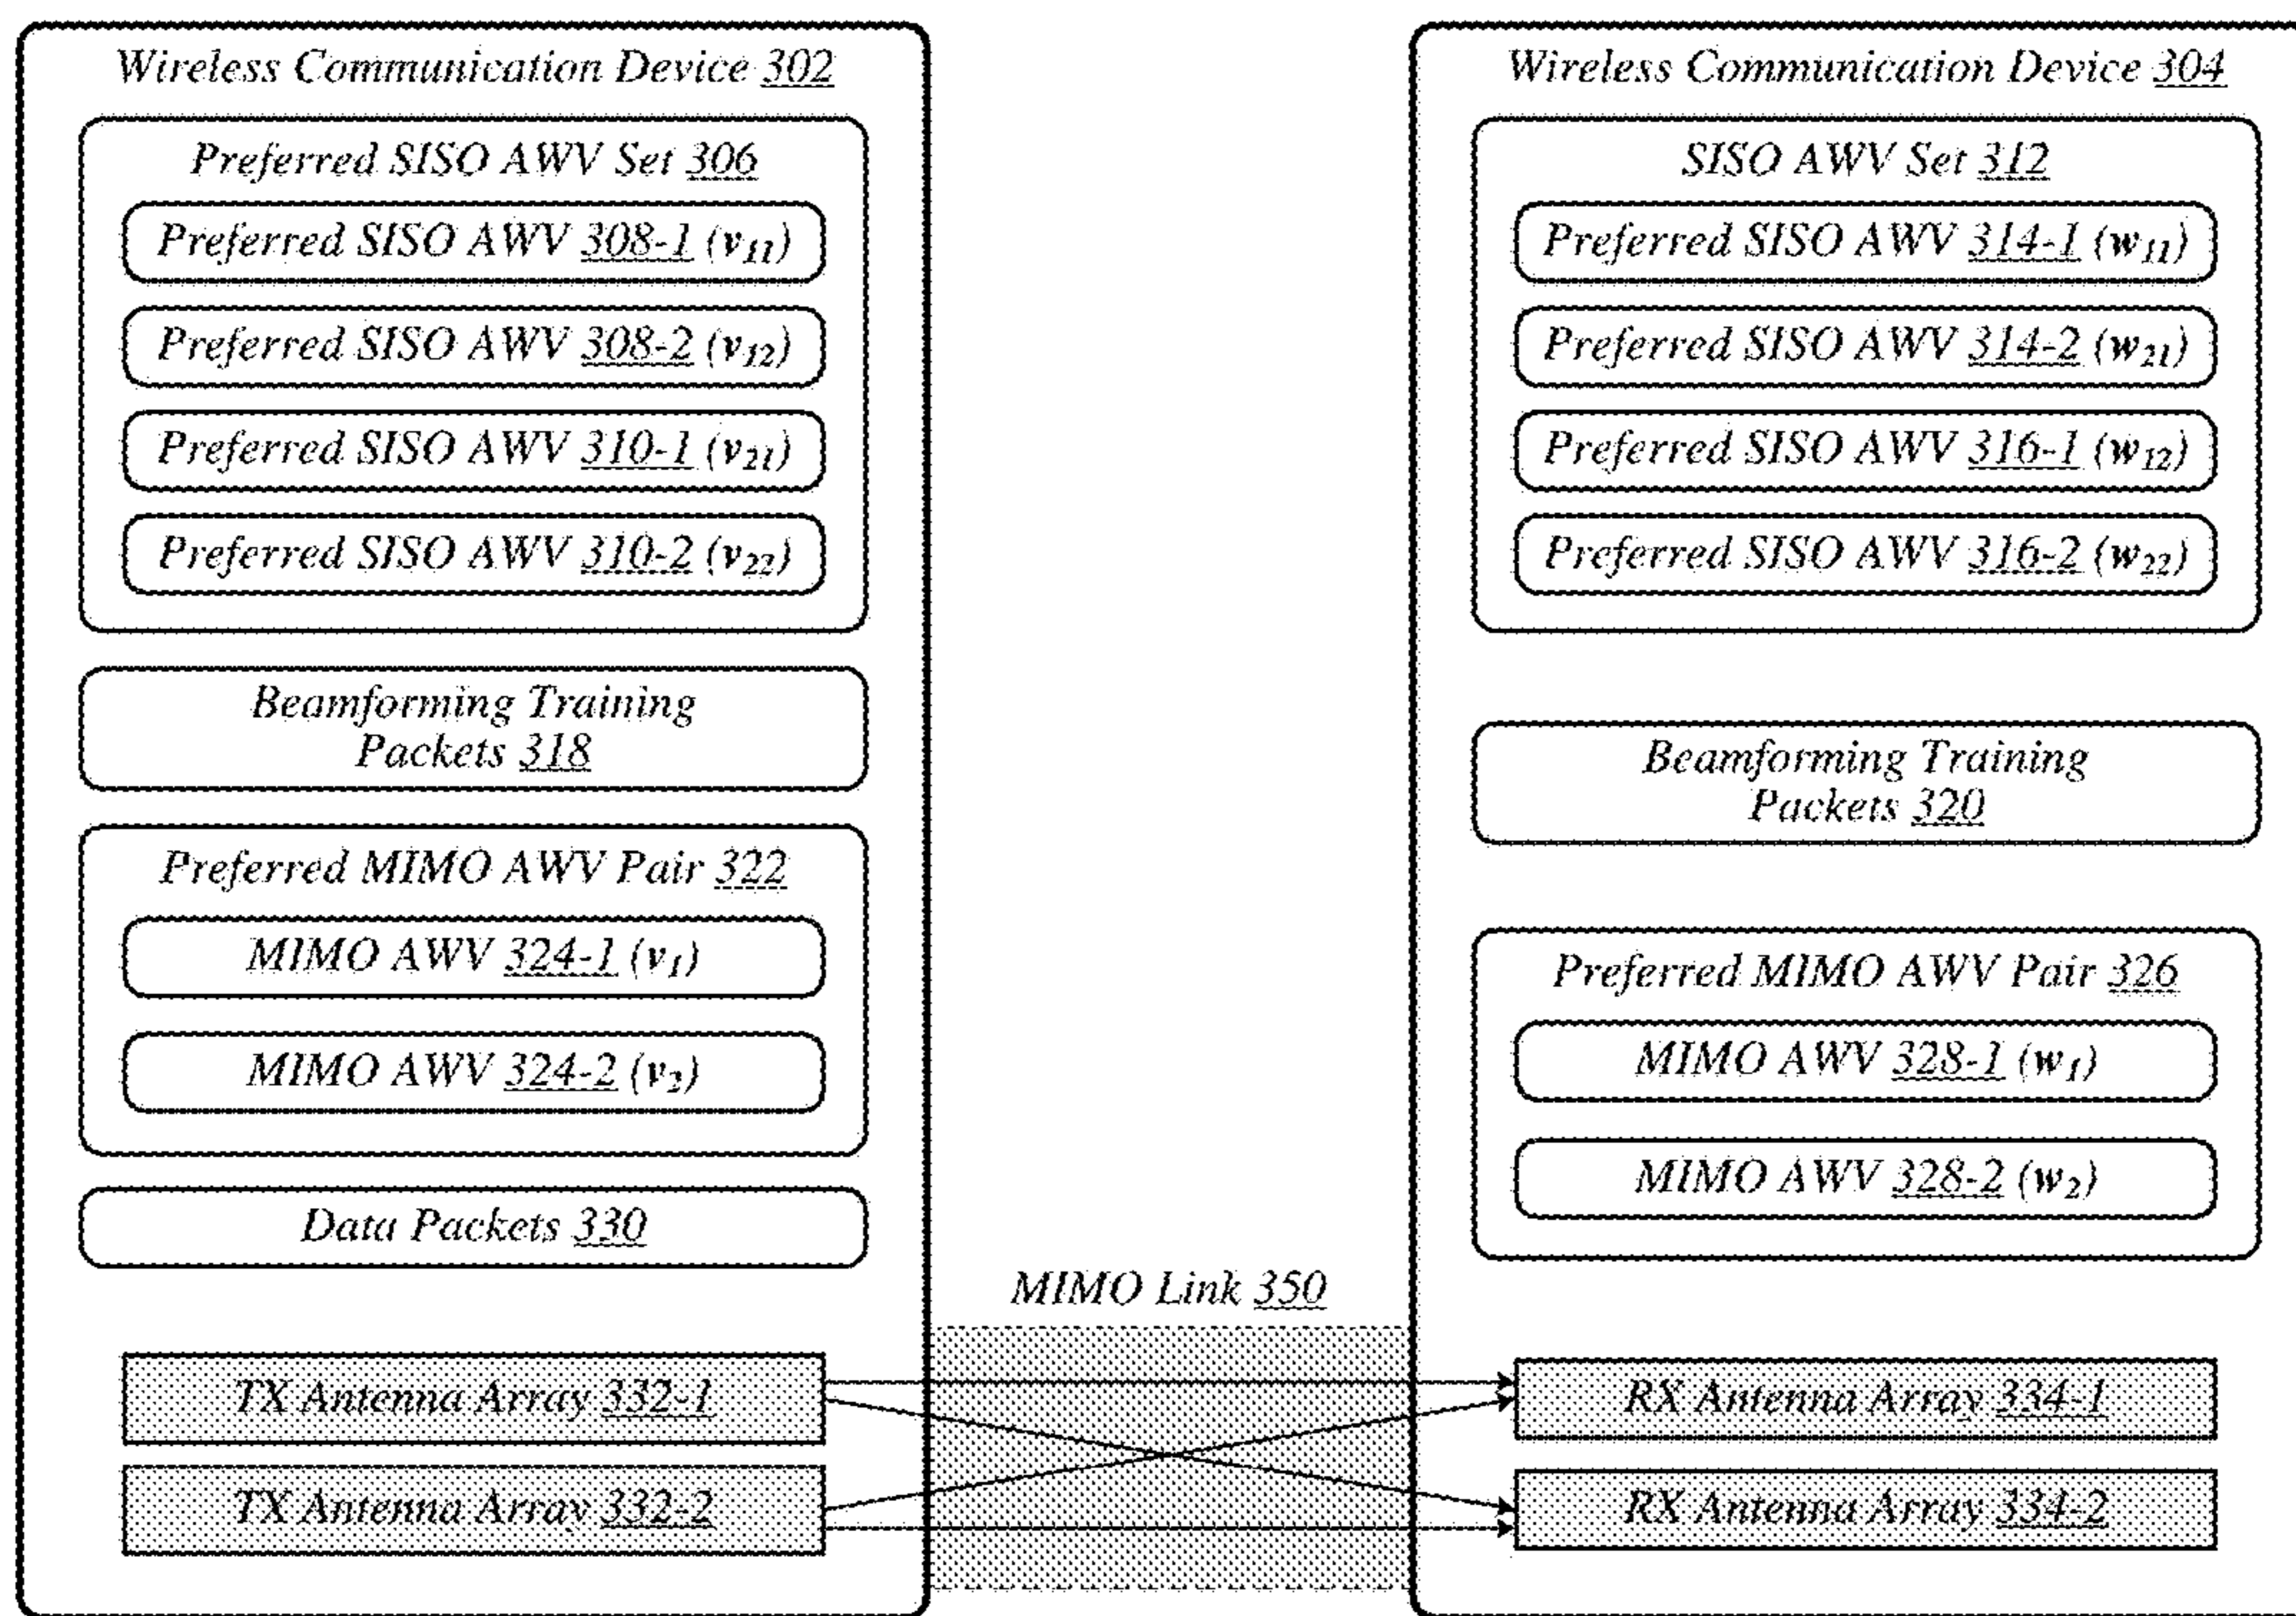 Wireless Communication Device 302
Preferred SISO AWV Set 306
Preferred SISO AWV 308-1 (v11)
Preferred SISO AWV 308-2 (v12)
Preferred SISO AWV 310-1 (v21)
Preferred SISO AWV 310-2 (v22)
Beamforming Training
Packets 318
Preferred MIMO AWV Pair 322
MIMO AWV 324-1 (v1)
MIMO AWV 324-2 (v2)
Data Packets 330
TX Antenna Array 332-1
TX Antenna Array 332-2
MIMO Link 350
Wireless Communication Device 304
SISO AWV Set 312
Preferred SISO AWV 314-1 (w11)
Preferred SISO AWV 314-2 (w21)
Preferred SISO AWV 316-1 (w12)
Preferred SISO AWV 316-2 (w22)
Beamforming Training
Packets 320
Preferred MIMO AWV Pair 326
MIMO AWV 328-1 (w1)
MIMO AWV 328-2 (w2)
RX Antenna Array 334-1
RX Antenna Array 334-2